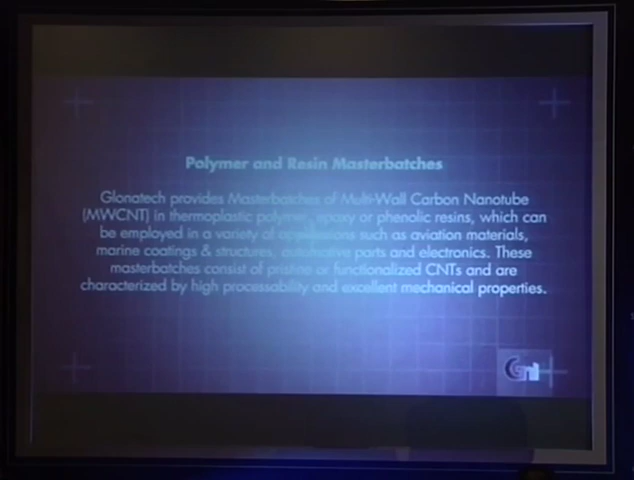 Polymer and Resin Masterbatches
Glonatech provides Masterbatches of Multi-Wall Carbon Nanotube
(MWCNT) in thermoplastic polymer, epoxy or phenolic resins, which can
be employed in a variety of applications such as aviation materials,
marine coatings & structures, automotive parts and electronics. These
masterbatches consist of pristine or functionalized CNTs and are
characterized by high processability and excellent mechanical properties.